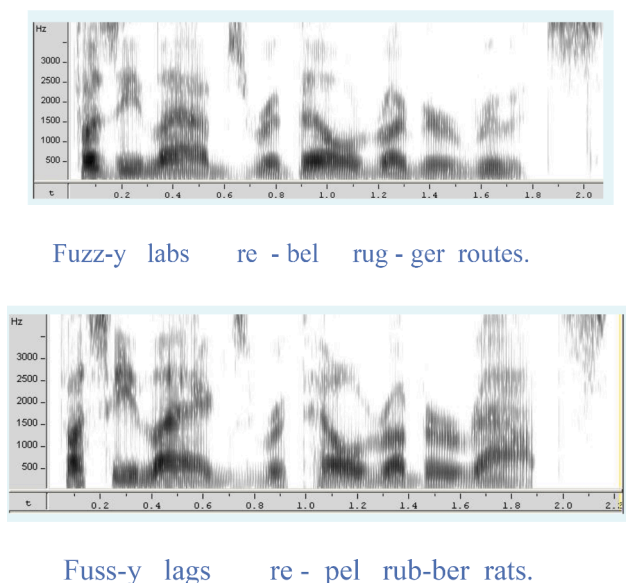 Hz
3000
2500
2000
1500
1000
500
t 0.2 0.4 0.6 0.8 1.0 1.2 1.4 1.6 1.8 2.0
Fuzz-y labs re - bel rug - ger routes.
Hz
3000
2500
2000
1500
1000
500
t 0.2 0.4 0.6 0.8 1.0 1.2 1.4 1.6 1.8 2.0 2.2
Fuss-y lags re - pel rub-ber rats.